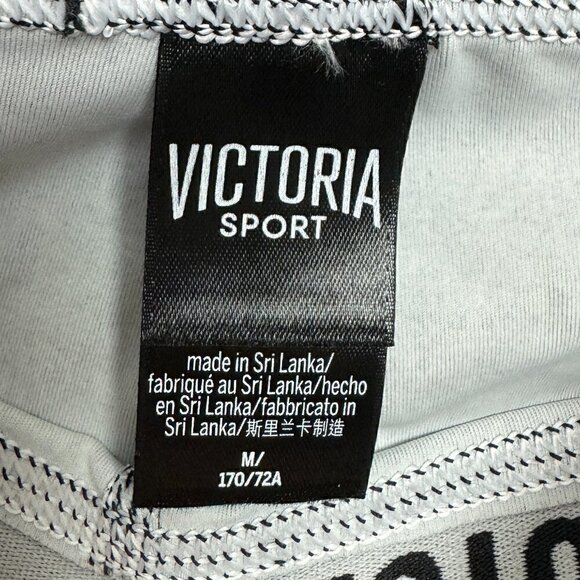 VICTORIA
SPORT
made in Sri Lanka/
fabriqué au Sri Lanka/hecho
en Sri Lanka/fabbricato in
Sri Lanka/斯里兰卡制造
M/
170/72A